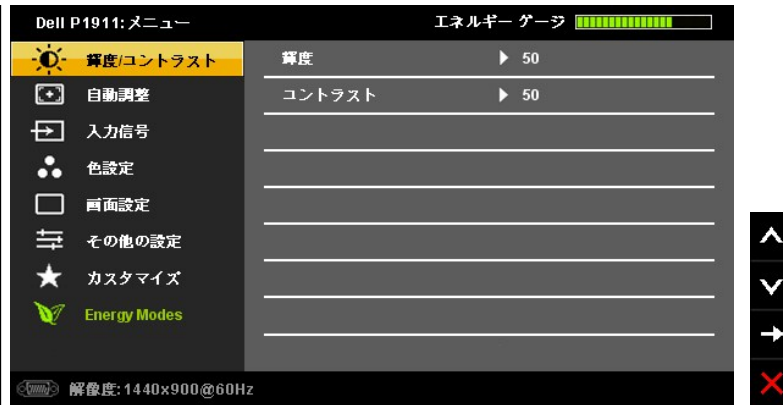 Dell P1911: メニュー
エネルギー ゲージ
輝度/コントラスト
輝度 50
自動調整
コントラスト 50
入力信号
色設定
画面設定
その他の設定
カスタマイズ
Energy Modes
解像度: 1440x900@60Hz